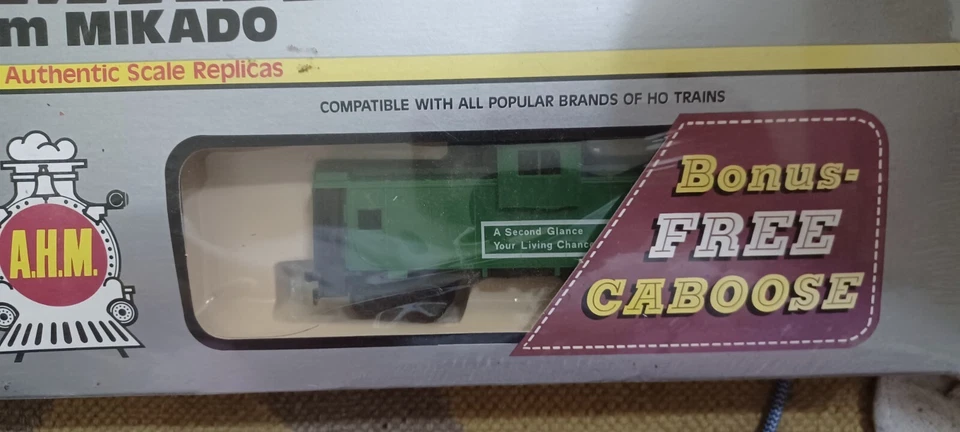 m MIKADO
Authentic Scale Replicas
COMPATIBLE WITH ALL POPULAR BRANDS OF HO TRAINS
A.H.M.
A Second Glance
Your Living Chance
Bonus-
FREE
CABOOSE